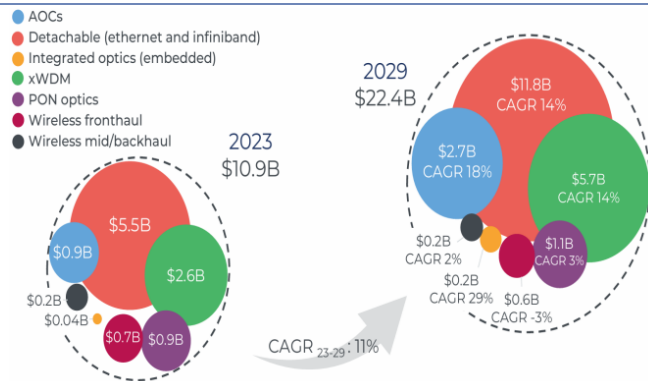 AOCs
Detachable (ethernet and infiniband)
Integrated optics (embedded)
xWDM
PON optics
Wireless fronthaul
Wireless mid/backhaul
2023
$10.9B
$5.5B
$0.9B
$2.6B
$0.2B
$0.04B
$0.7B
$0.9B
CAGR 23-29: 11%
2029
$22.4B
$11.8B
CAGR 14%
$2.7B
CAGR 18%
$5.7B
CAGR 14%
$0.2B
CAGR 2%
$0.2B
CAGR 29%
$0.6B
CAGR -3%
$1.1B
CAGR 3%